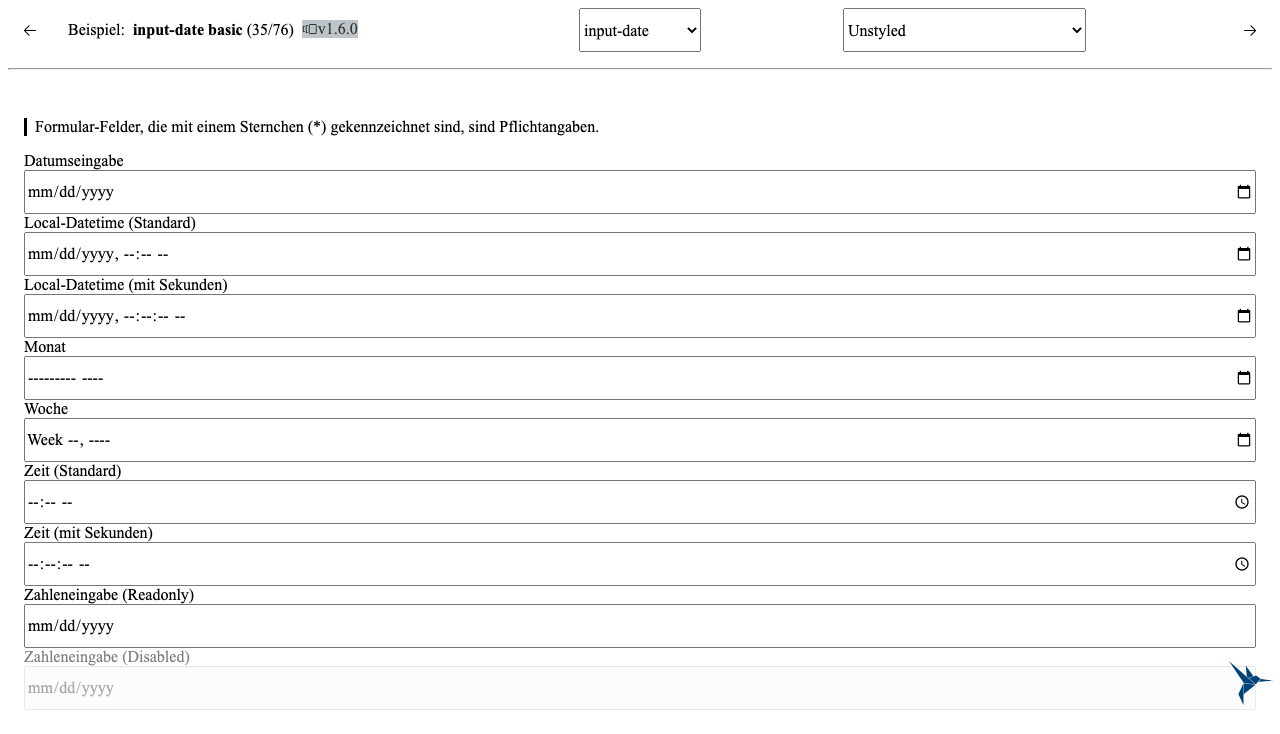 Beispiel: input-date basic (35/76) v1.6.0 input-date Unstyled
Formular-Felder, die mit einem Sternchen (*) gekennzeichnet sind, sind Pflichtangaben.
Datumseingabe
mm/dd/yyyy
Local-Datetime (Standard)
mm/dd/yyyy, --:-- --
Local-Datetime (mit Sekunden)
mm/dd/yyyy, --:--:-- --
Monat
--------- ----
Woche
Week --, ----
Zeit (Standard)
--:-- --
Zeit (mit Sekunden)
--:--:-- --
Zahleneingabe (Readonly)
mm/dd/yyyy
Zahleneingabe (Disabled)
mm/dd/yyyy